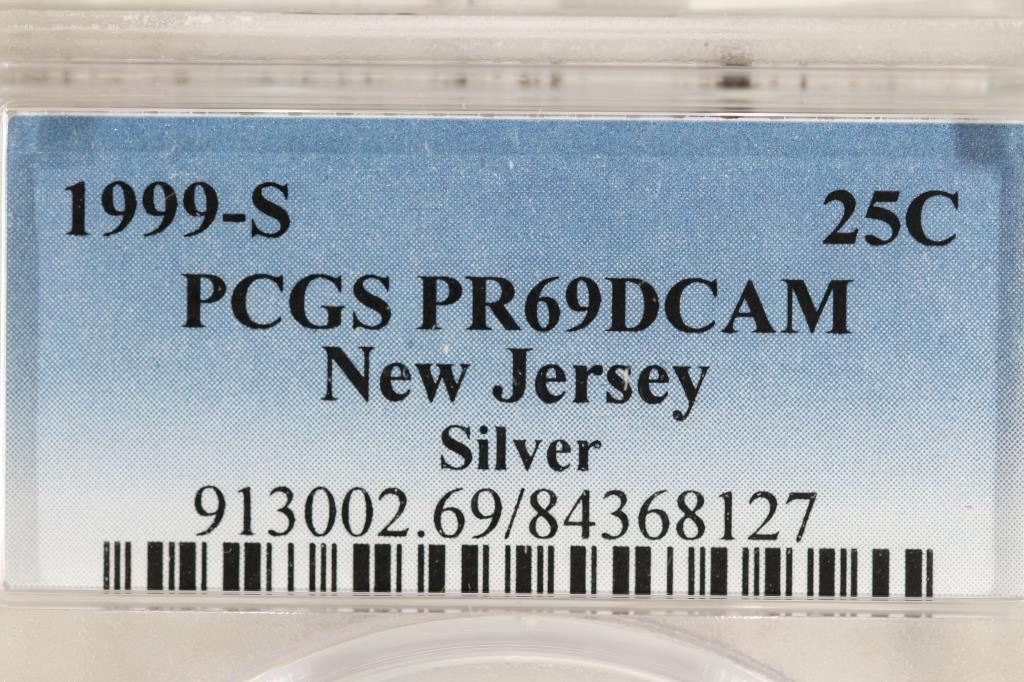 1999-S 25C
PCGS PR69DCAM
New Jersey
Silver
913002.69/84368127